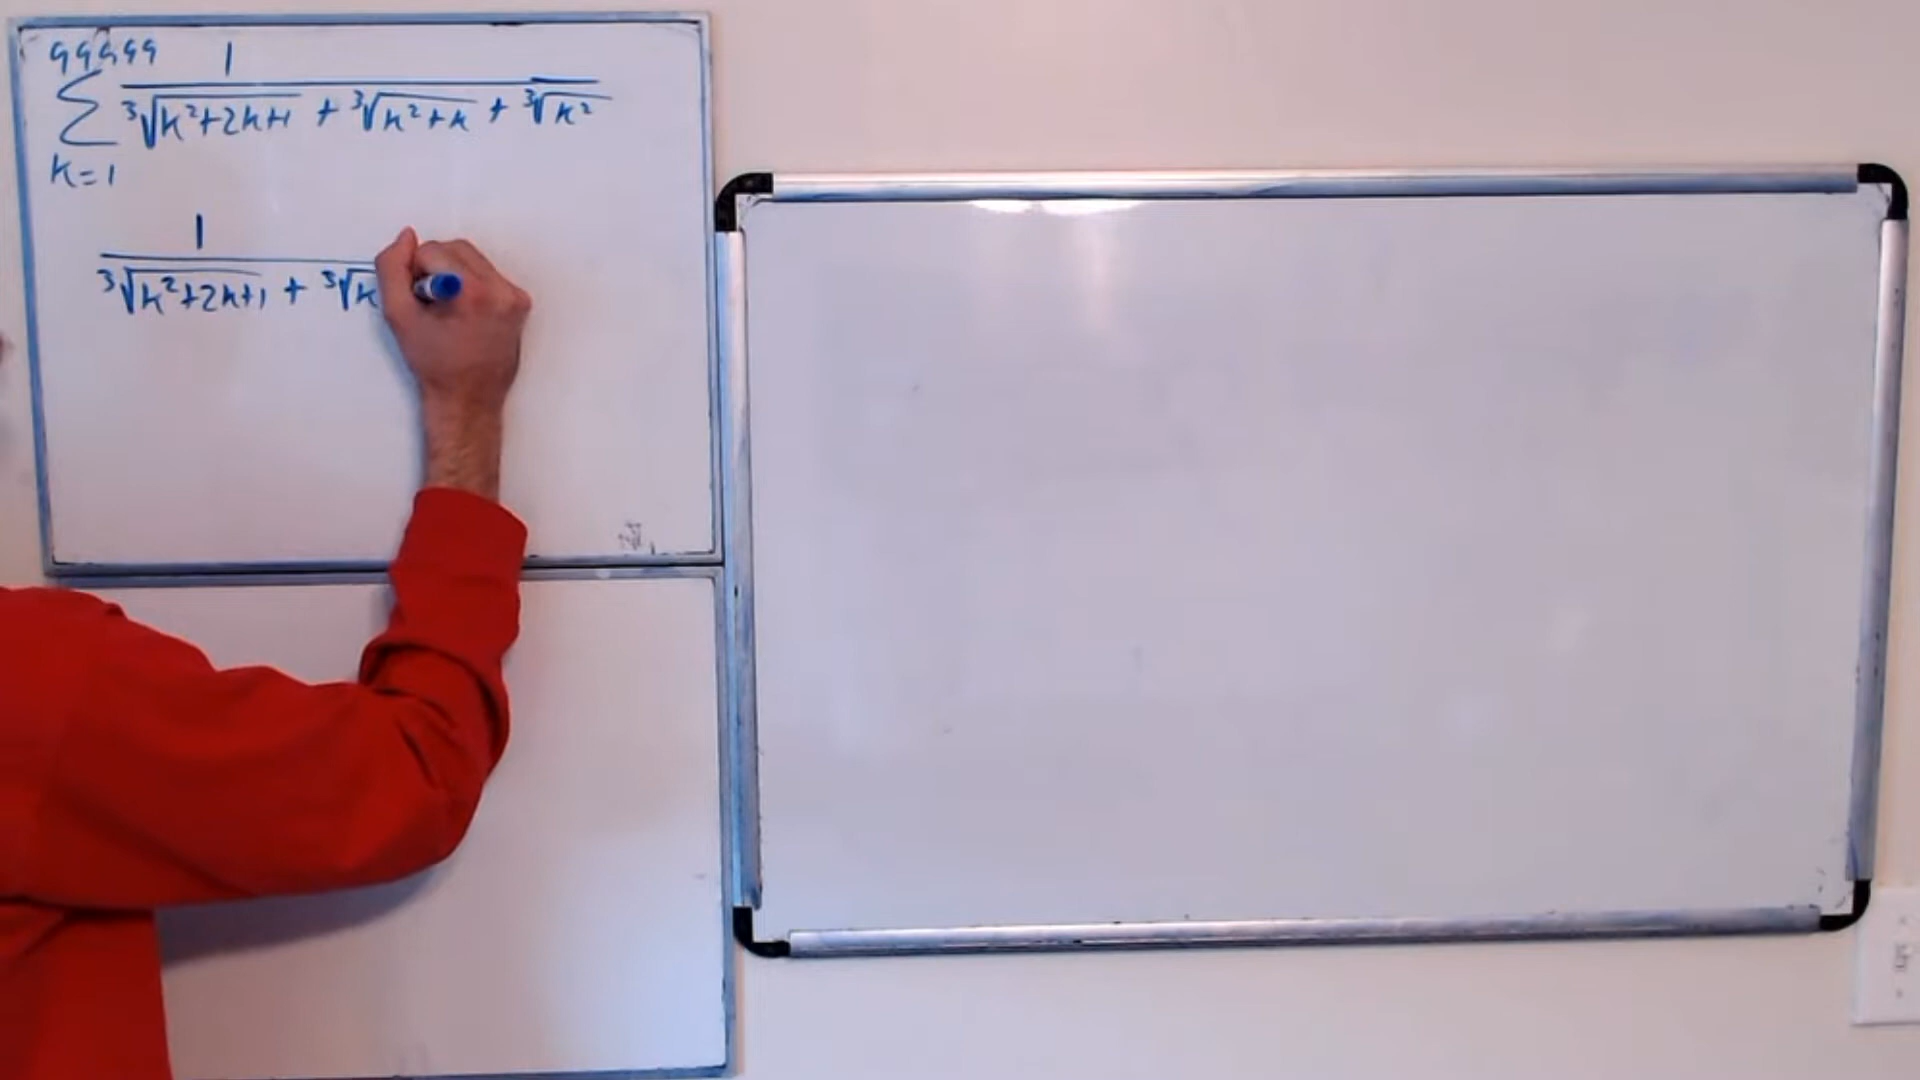 99999 1
∑ ∛k²+2k+1 + ∛k²+k + ∛k²
k=1
1
∛k²+2k+1 + ∛k